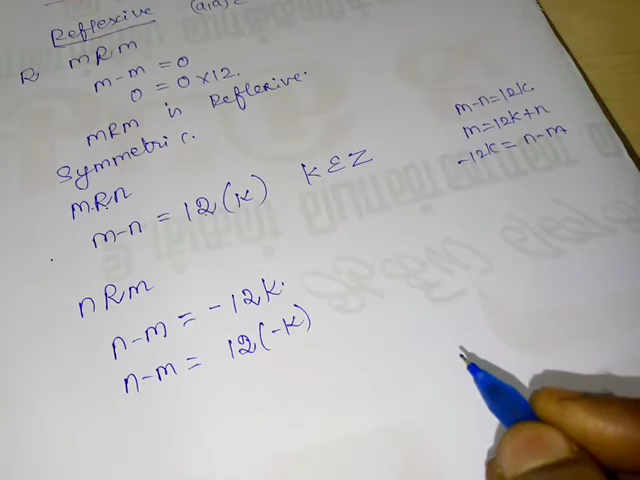 Reflexive (a,a)
R, mRm
m-m=0
0 = 0×12.
mRm is Reflexive.
Symmetric.
mRn
m-n = 12(k) k∈Z
nRm
n-m = -12k.
n-m = 12(-k)
m-n=12k.
m=12k+n
-12k = n-m